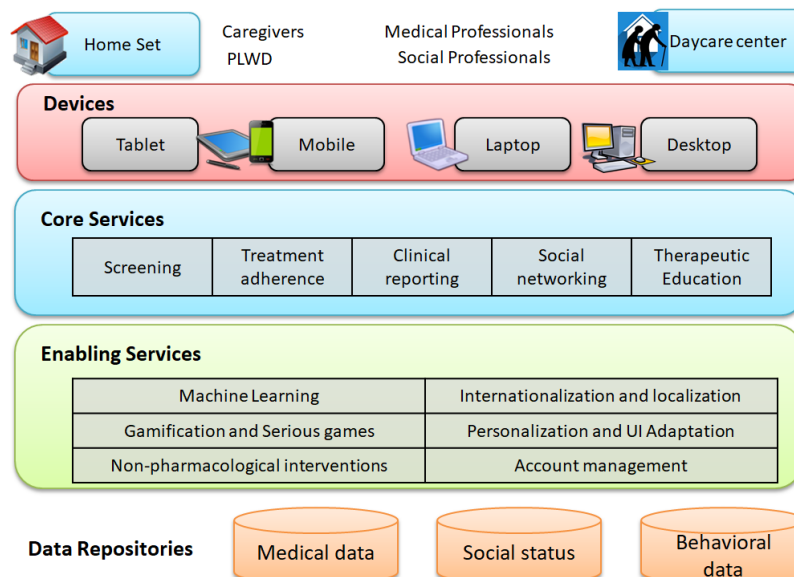 Home Set
Caregivers
PLWD
Medical Professionals
Social Professionals
Daycare center
Devices
Tablet
Mobile
Laptop
Desktop
Core Services
Screening
Treatment
adherence
Clinical
reporting
Social
networking
Therapeutic
Education
Enabling Services
Machine Learning
Internationalization and localization
Gamification and Serious games
Personalization and UI Adaptation
Non-pharmacological interventions
Account management
Data Repositories
Medical data
Social status
Behavioral
data